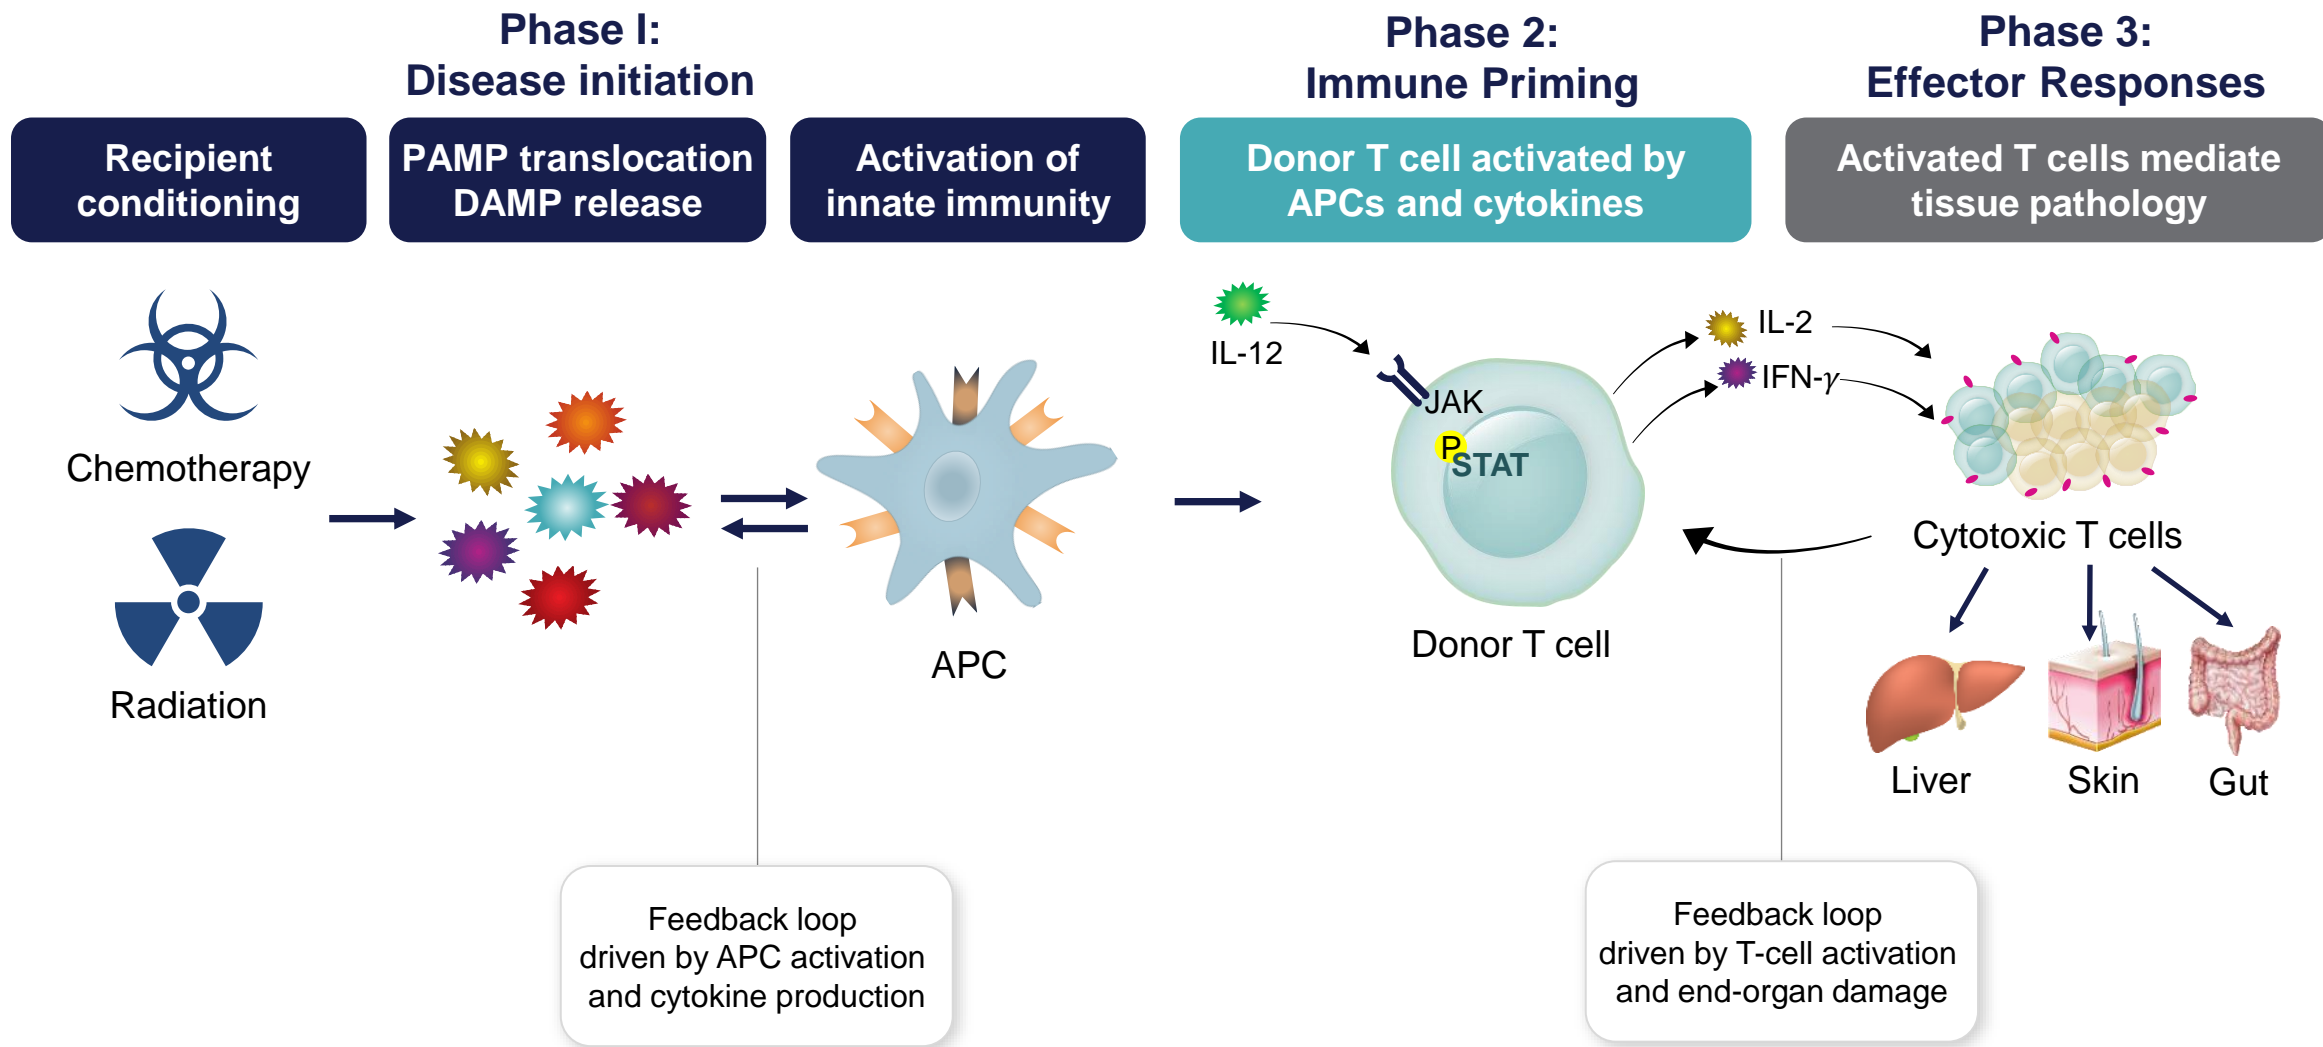 Phase I:
Disease initiation
Recipient
conditioning
PAMP translocation
DAMP release
Activation of
innate immunity
Chemotherapy
Radiation
APC
Feedback loop
driven by APC activation
and cytokine production
Phase 2:
Immune Priming
Donor T cell activated by
APCs and cytokines
IL-12
JAK
P
STAT
Donor T cell
IL-2
IFN-γ
Phase 3:
Effector Responses
Activated T cells mediate
tissue pathology
Cytotoxic T cells
Liver
Skin
Gut
Feedback loop
driven by T-cell activation
and end-organ damage